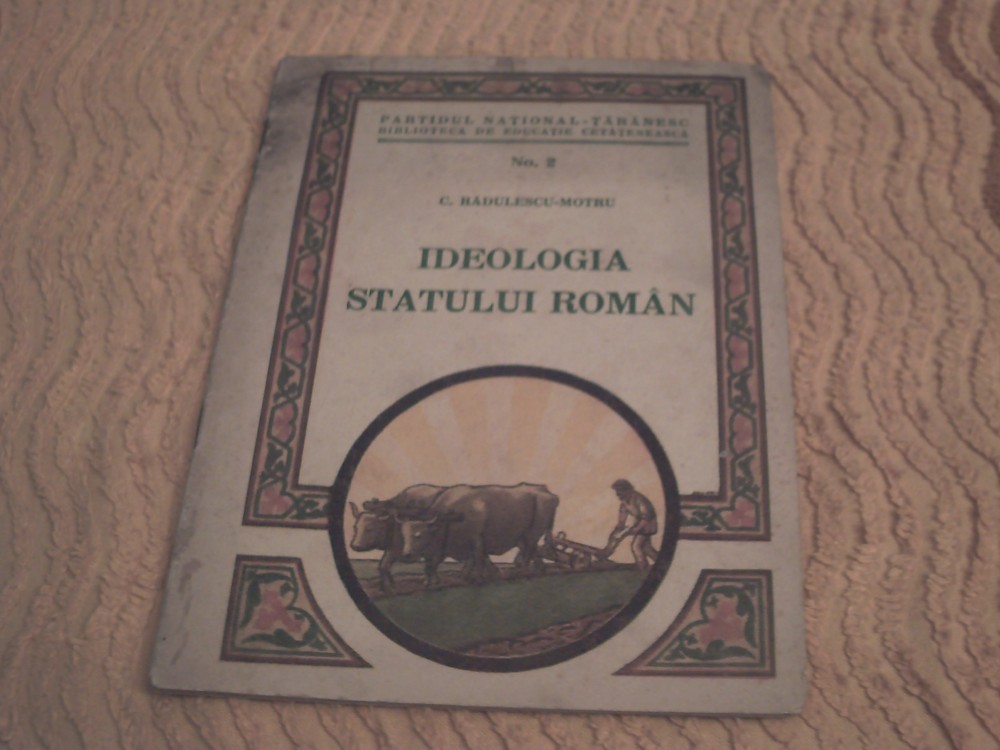 PARTIDUL NAȚIONAL-ȚĂRĂNESC
BIBLIOTECA DE EDUCAȚIE CETĂȚENEASCĂ
No. 2
C. RĂDULESCU-MOTRU
IDEOLOGIA
STATULUI ROMÂN